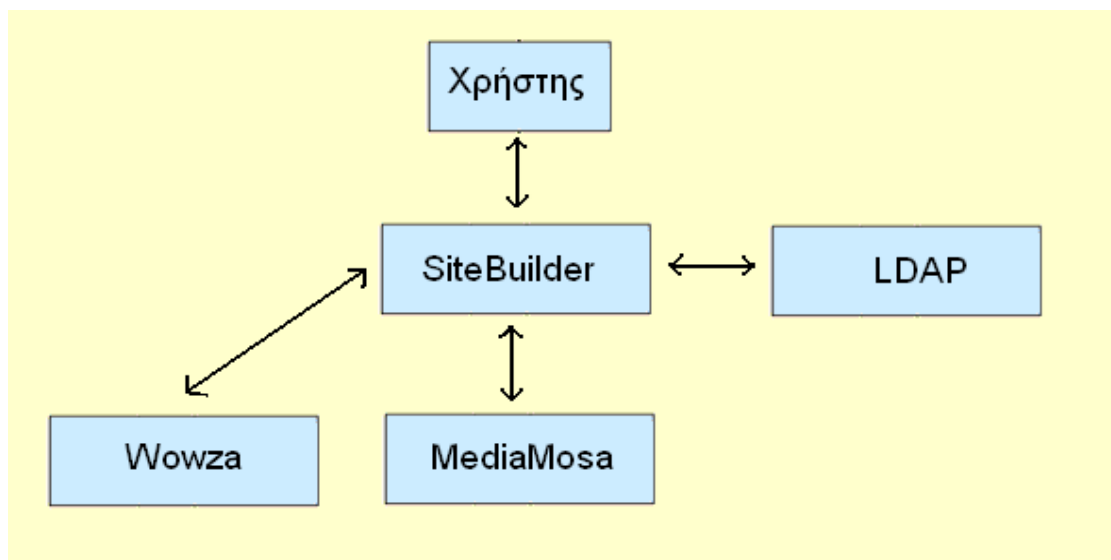 Χρήστης
SiteBuilder
LDAP
Wowza
MediaMosa